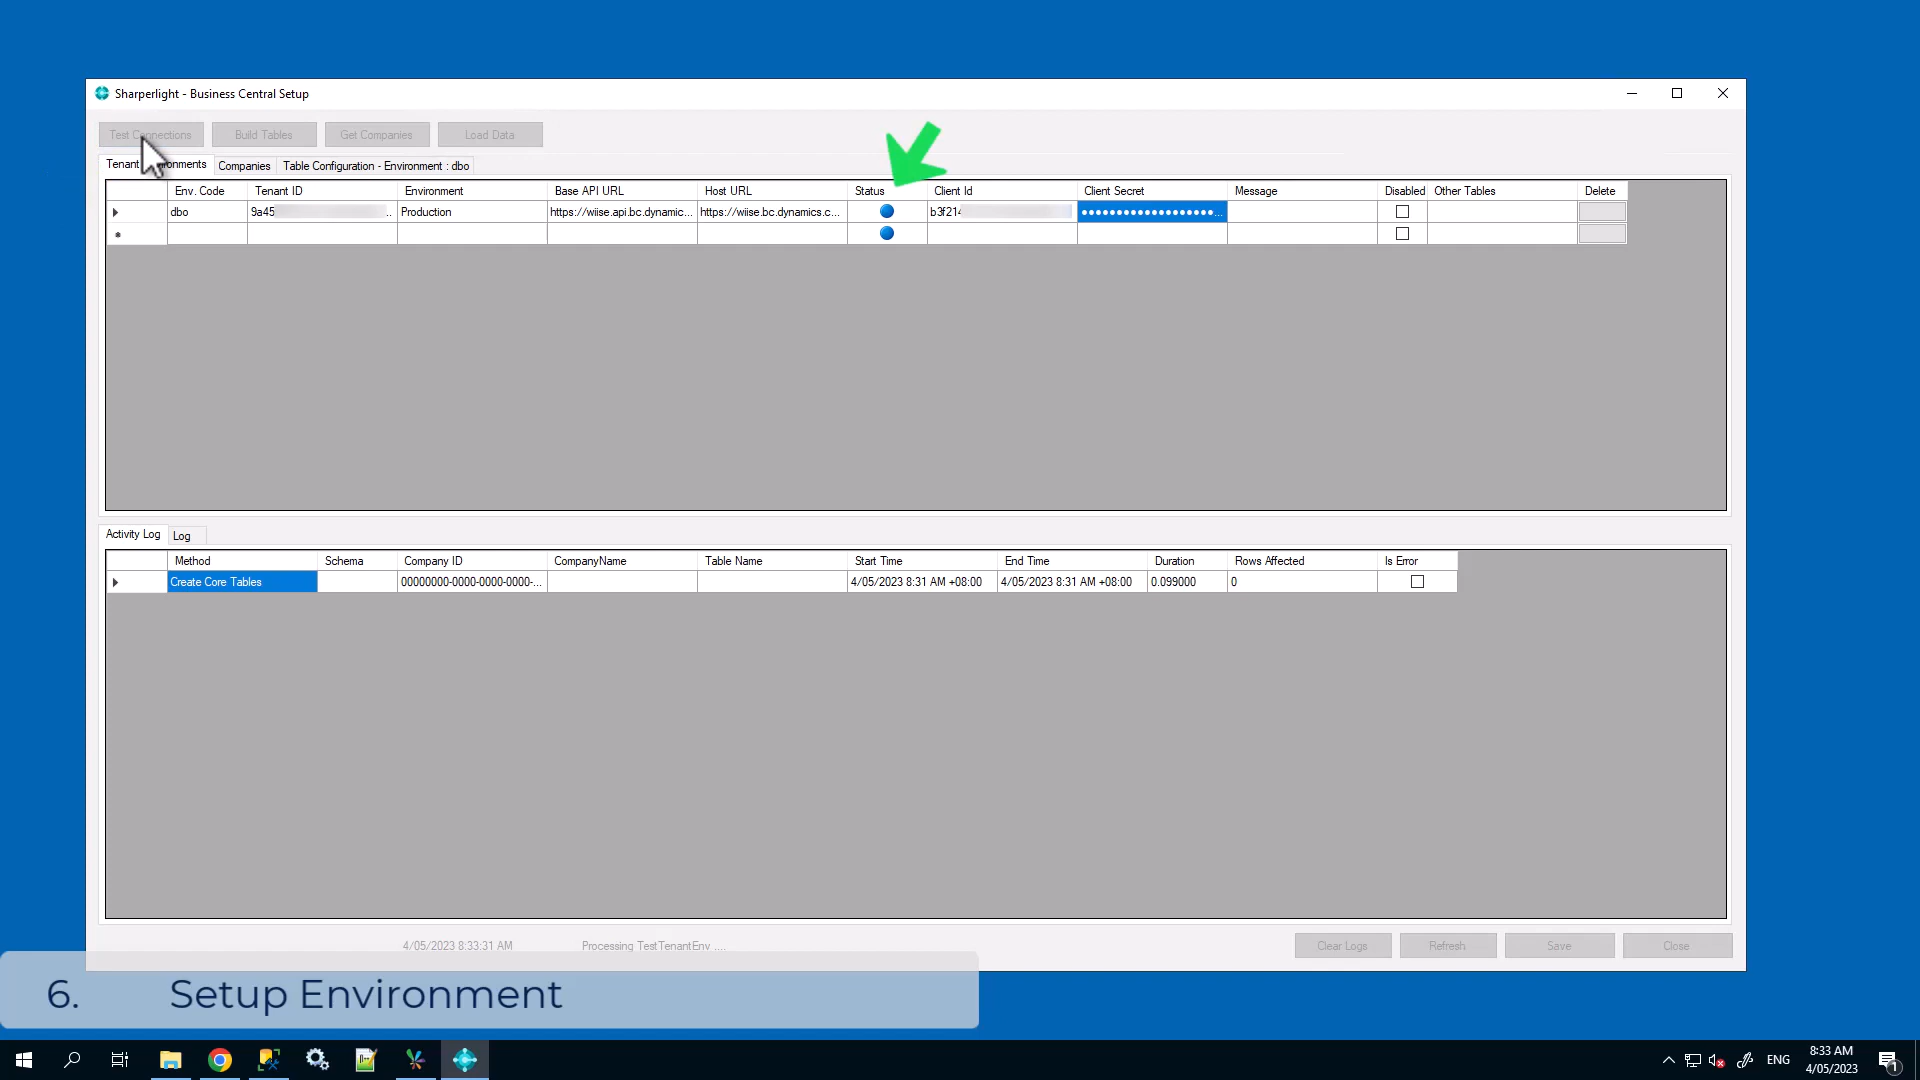 Sharperlight - Business Central Setup
Test Connections Build Tables Get Companies Load Data
Companies Table Configuration - Environment : dbo
Env. Code Tenant ID Environment Base API URL Host URL Status Client Id Client Secret Message Disabled Other Tables Delete
dbo 9a45 .. Production https://wiise.api.bc.dynamic... https://wiise.bc.dynamics.c... b3f214 ●●●●●●●●●●●●●●●●●●●...
Activity Log Log
Method Schema Company ID CompanyName Table Name Start Time End Time Duration Rows Affected Is Error
Create Core Tables 00000000-0000-0000-0000-... 4/05/2023 8:31 AM +08:00 4/05/2023 8:31 AM +08:00 0.099000 0
4/05/2023 8:33:31 AM Processing TestTenantEnv .... Clear Logs Refresh Save Close
6. Setup Environment
ENG 8:33 AM
4/05/2023 1